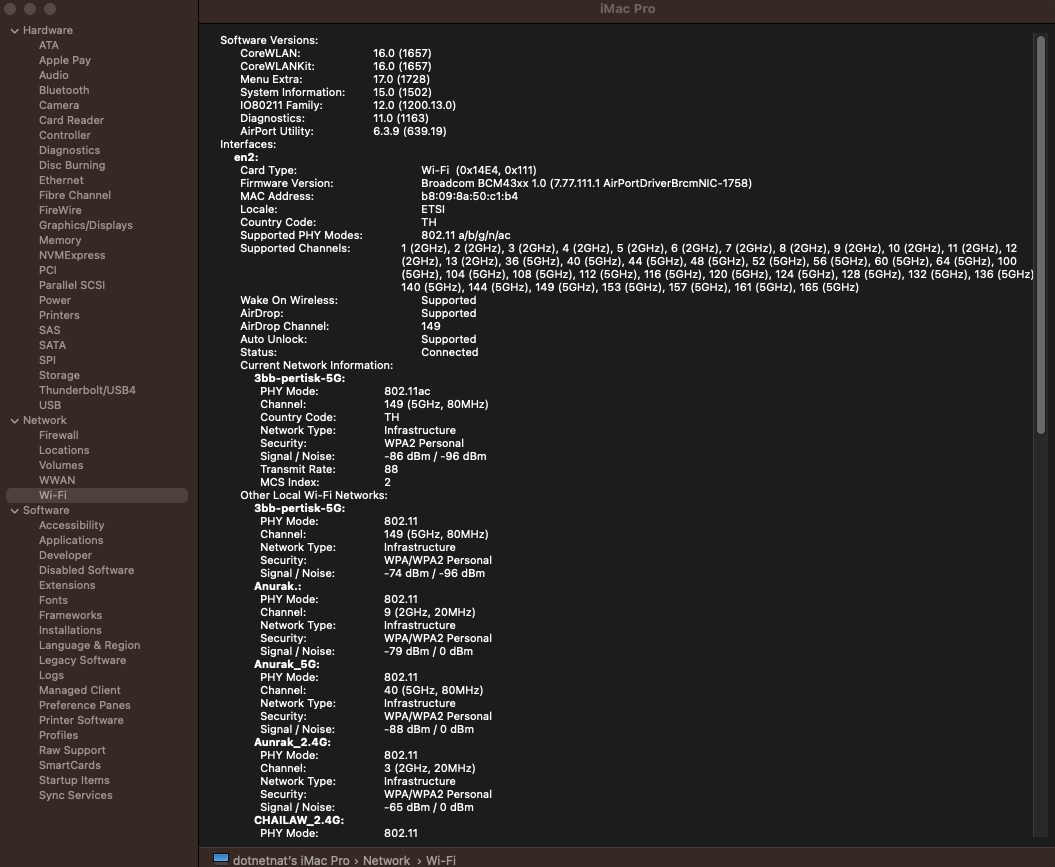 iMac Pro
Hardware
ATA
Apple Pay
Audio
Bluetooth
Camera
Card Reader
Controller
Diagnostics
Disc Burning
Ethernet
Fibre Channel
FireWire
Graphics/Displays
Memory
NVMExpress
PCI
Parallel SCSI
Power
Printers
SAS
SATA
SPI
Storage
Thunderbolt/USB4
USB
Network
Firewall
Locations
Volumes
WWAN
Wi-Fi
Software
Accessibility
Applications
Developer
Disabled Software
Extensions
Fonts
Frameworks
Installations
Language & Region
Legacy Software
Logs
Managed Client
Preference Panes
Printer Software
Profiles
Raw Support
SmartCards
Startup Items
Sync Services
Software Versions:
CoreWLAN: 16.0 (1657)
CoreWLANKit: 16.0 (1657)
Menu Extra: 17.0 (1728)
System Information: 15.0 (1502)
IO80211 Family: 12.0 (1200.13.0)
Diagnostics: 11.0 (1163)
AirPort Utility: 6.3.9 (639.19)
Interfaces:
en2:
Card Type: Wi-Fi (0x14E4, 0x111)
Firmware Version: Broadcom BCM43xx 1.0 (7.77.111.1 AirPortDriverBrcmNIC-1758)
MAC Address: b8:09:8a:50:c1:b4
Locale: ETSI
Country Code: TH
Supported PHY Modes: 802.11 a/b/g/n/ac
Supported Channels: 1 (2GHz), 2 (2GHz), 3 (2GHz), 4 (2GHz), 5 (2GHz), 6 (2GHz), 7 (2GHz), 8 (2GHz), 9 (2GHz), 10 (2GHz), 11 (2GHz), 12
(2GHz), 13 (2GHz), 36 (5GHz), 40 (5GHz), 44 (5GHz), 48 (5GHz), 52 (5GHz), 56 (5GHz), 60 (5GHz), 64 (5GHz), 100
(5GHz), 104 (5GHz), 108 (5GHz), 112 (5GHz), 116 (5GHz), 120 (5GHz), 124 (5GHz), 128 (5GHz), 132 (5GHz), 136 (5GHz)
140 (5GHz), 144 (5GHz), 149 (5GHz), 153 (5GHz), 157 (5GHz), 161 (5GHz), 165 (5GHz)
Wake On Wireless: Supported
AirDrop: Supported
AirDrop Channel: 149
Auto Unlock: Supported
Status: Connected
Current Network Information:
3bb-pertisk-5G:
PHY Mode: 802.11ac
Channel: 149 (5GHz, 80MHz)
Country Code: TH
Network Type: Infrastructure
Security: WPA2 Personal
Signal / Noise: -86 dBm / -96 dBm
Transmit Rate: 88
MCS Index: 2
Other Local Wi-Fi Networks:
3bb-pertisk-5G:
PHY Mode: 802.11
Channel: 149 (5GHz, 80MHz)
Network Type: Infrastructure
Security: WPA/WPA2 Personal
Signal / Noise: -74 dBm / -96 dBm
Anurak.:
PHY Mode: 802.11
Channel: 9 (2GHz, 20MHz)
Network Type: Infrastructure
Security: WPA/WPA2 Personal
Signal / Noise: -79 dBm / 0 dBm
Anurak_5G:
PHY Mode: 802.11
Channel: 40 (5GHz, 80MHz)
Network Type: Infrastructure
Security: WPA/WPA2 Personal
Signal / Noise: -88 dBm / 0 dBm
Aunrak_2.4G:
PHY Mode: 802.11
Channel: 3 (2GHz, 20MHz)
Network Type: Infrastructure
Security: WPA/WPA2 Personal
Signal / Noise: -65 dBm / 0 dBm
CHAILAW_2.4G:
PHY Mode: 802.11
dotnetnat's iMac Pro › Network › Wi-Fi